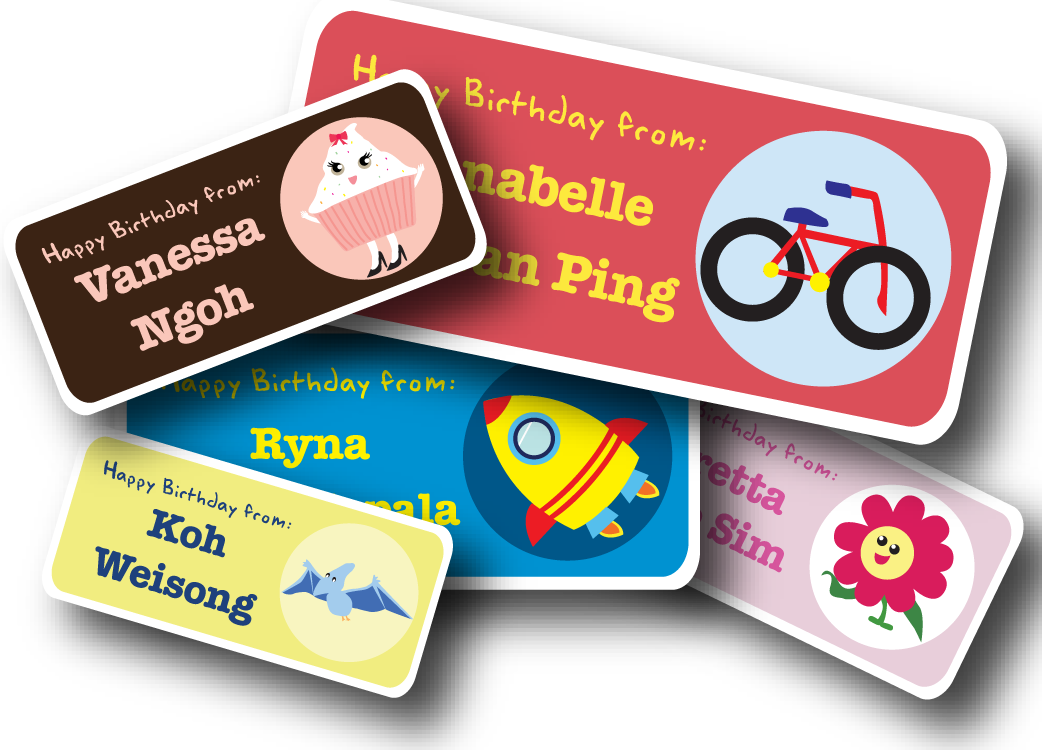 Happy Birthday from:
Vanessa
Ngoh
Birthday from:
Ping
Happy Birthday from:
Ryna
Happy Birthday from:
Koh
Weisong
Birthday from:
Sim